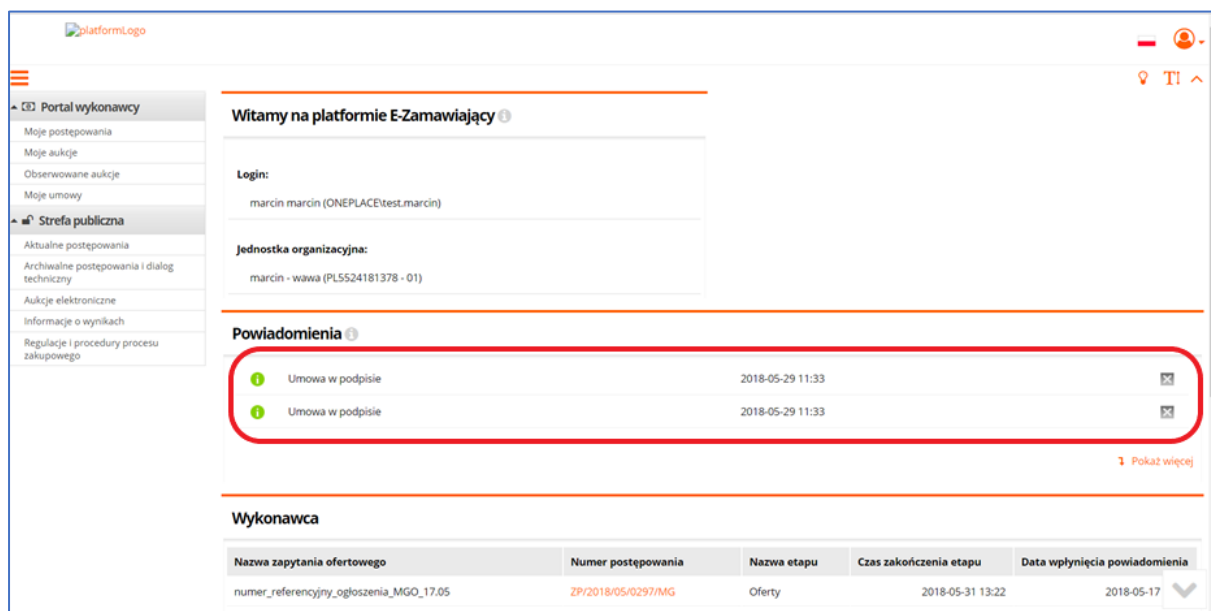 platformLogo
TI
Portal wykonawcy
Moje postępowania
Moje aukcje
Obserwowane aukcje
Moje umowy
Strefa publiczna
Aktualne postępowania
Archiwalne postępowania i dialog
techniczny
Aukcje elektroniczne
Informacje o wynikach
Regulacje i procedury procesu
zakupowego
Witamy na platformie E-Zamawiający
Login:
marcin marcin (ONEPLACE\test.marcin)
Jednostka organizacyjna:
marcin - wawa (PL5524181378 - 01)
Powiadomienia
Umowa w podpisie 2018-05-29 11:33
Umowa w podpisie 2018-05-29 11:33
Pokaż więcej
Wykonawca
Nazwa zapytania ofertowego Numer postępowania Nazwa etapu Czas zakończenia etapu Data wpłynięcia powiadomienia
numer_referencyjny_ogłoszenia_MGO_17.05 ZP/2018/05/0297/MG Oferty 2018-05-31 13:22 2018-05-17